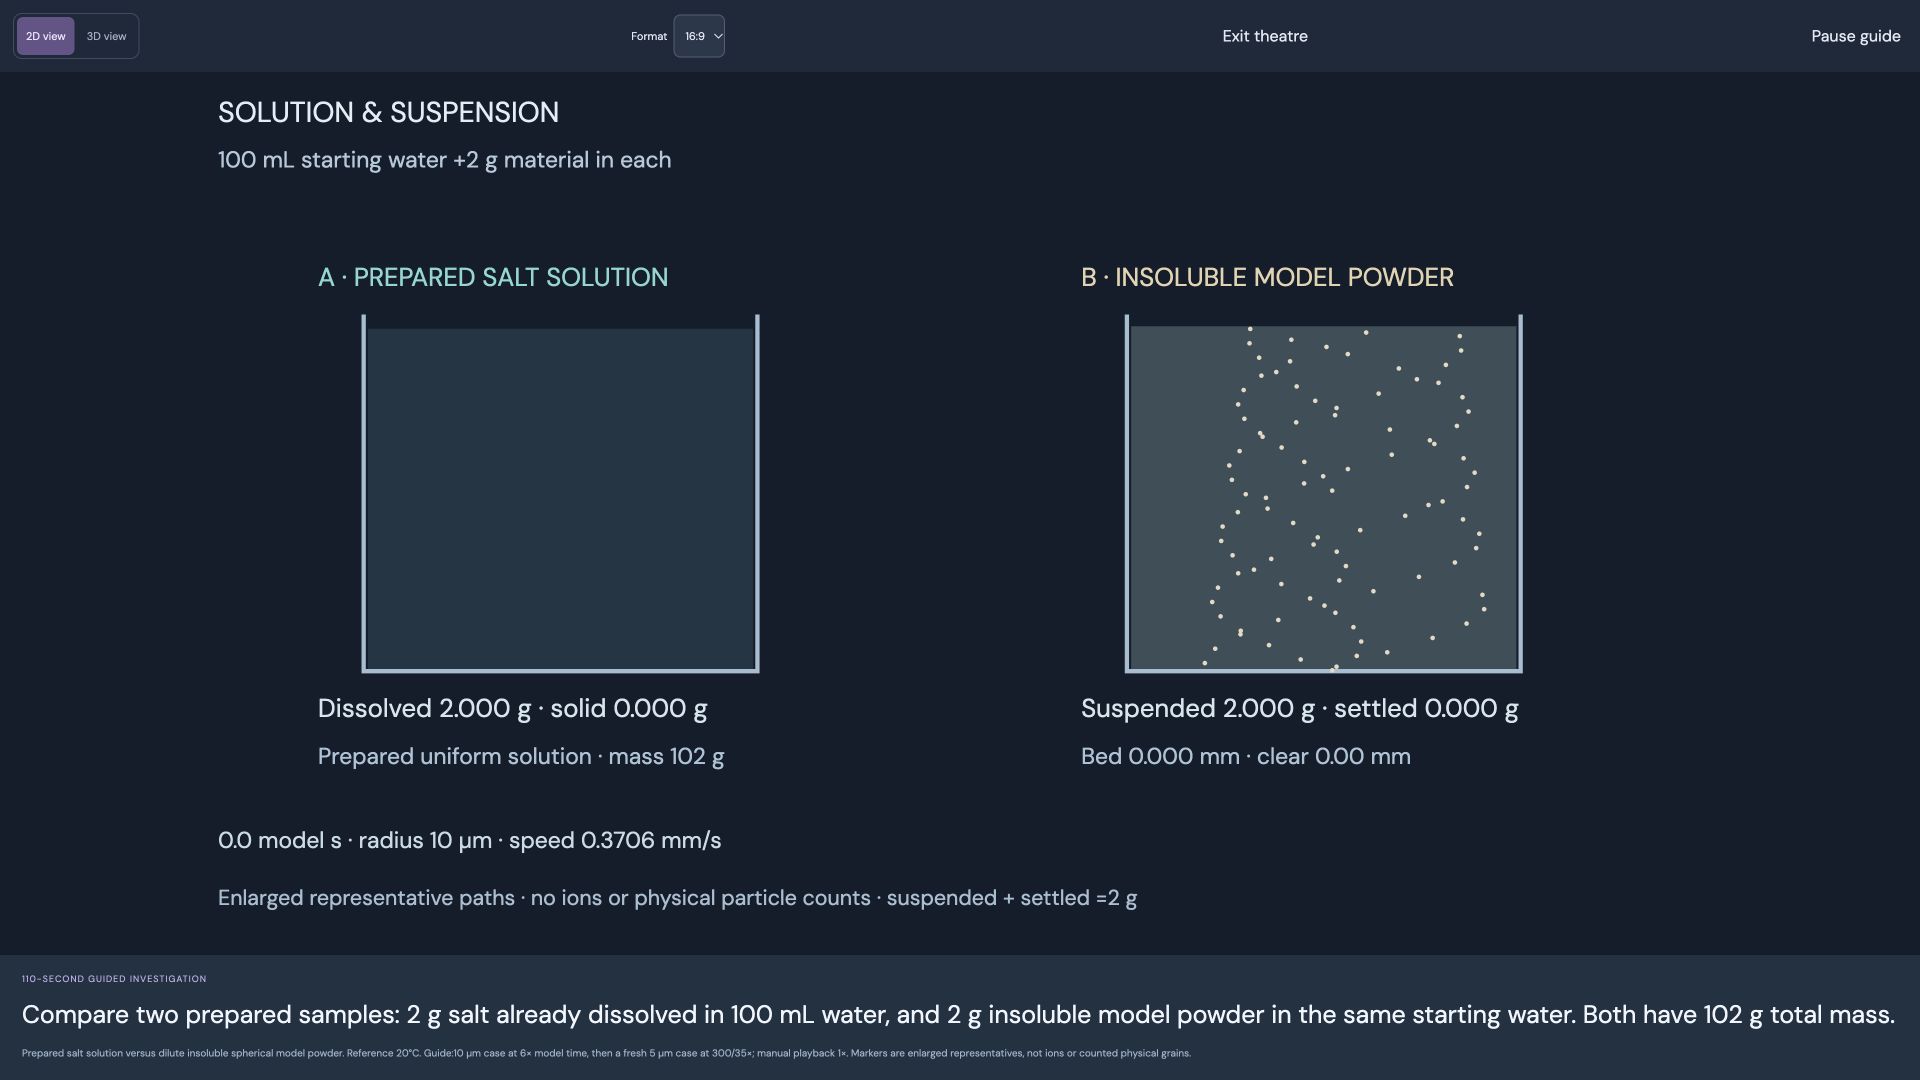 2D view
3D view
Format
16:9
Exit theatre
Pause guide
SOLUTION & SUSPENSION
100 mL starting water +2 g material in each
A · PREPARED SALT SOLUTION
B · INSOLUBLE MODEL POWDER
Dissolved 2.000 g · solid 0.000 g
Suspended 2.000 g · settled 0.000 g
Prepared uniform solution · mass 102 g
Bed 0.000 mm · clear 0.00 mm
0.0 model s · radius 10 µm · speed 0.3706 mm/s
Enlarged representative paths · no ions or physical particle counts · suspended + settled =2 g
110-SECOND GUIDED INVESTIGATION
Compare two prepared samples: 2 g salt already dissolved in 100 mL water, and 2 g insoluble model powder in the same starting water. Both have 102 g total mass.
Prepared salt solution versus dilute insoluble spherical model powder. Reference 20°C. Guide:10 µm case at 6× model time, then a fresh 5 µm case at 300/35×; manual playback 1×. Markers are enlarged representatives, not ions or counted physical grains.